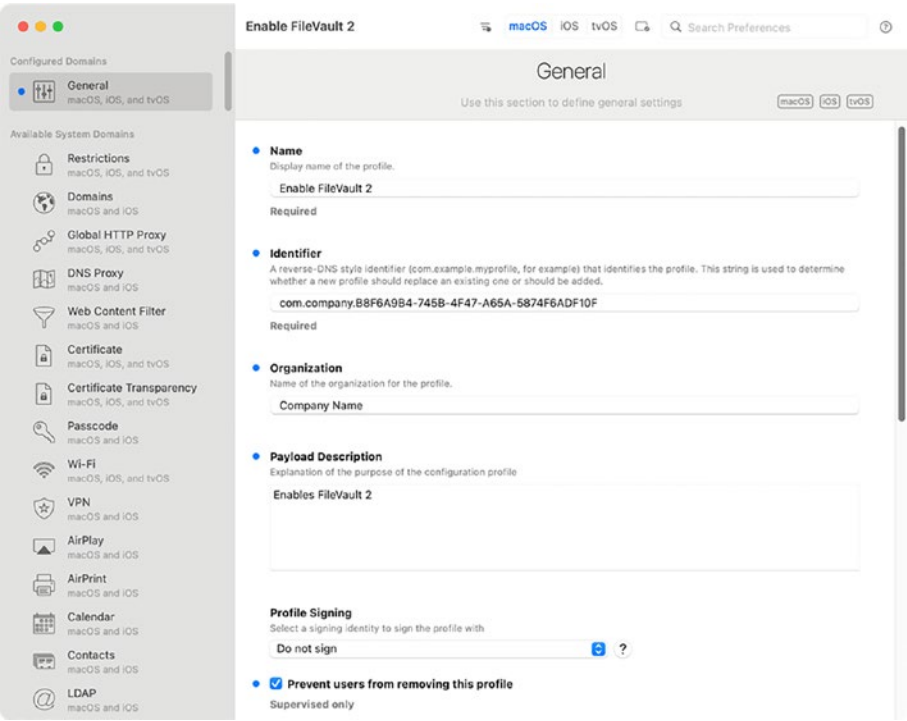 Enable FileVault 2
macOS iOS tvOS
Search Preferences
?
Configured Domains
General
macOS, iOS, and tvOS
Available System Domains
Restrictions
macOS, iOS, and tvOS
Domains
macOS and iOS
Global HTTP Proxy
macOS, iOS, and tvOS
DNS Proxy
macOS and iOS
Web Content Filter
macOS and iOS
Certificate
macOS, iOS, and tvOS
Certificate Transparency
macOS, iOS, and tvOS
Passcode
macOS and iOS
Wi-Fi
macOS, iOS, and tvOS
VPN
macOS and iOS
AirPlay
macOS and iOS
AirPrint
macOS and iOS
Calendar
macOS and iOS
Contacts
macOS and iOS
LDAP
macOS and iOS
General
Use this section to define general settings
macOS iOS tvOS
Name
Display name of the profile.
Enable FileVault 2
Required
Identifier
A reverse-DNS style identifier (com.example.myprofile, for example) that identifies the profile. This string is used to determine
whether a new profile should replace an existing one or should be added.
com.company.B8F6A9B4-745B-4F47-A65A-5874F6ADF10F
Required
Organization
Name of the organization for the profile.
Company Name
Payload Description
Explanation of the purpose of the configuration profile
Enables FileVault 2
Profile Signing
Select a signing identity to sign the profile with
Do not sign
?
Prevent users from removing this profile
Supervised only